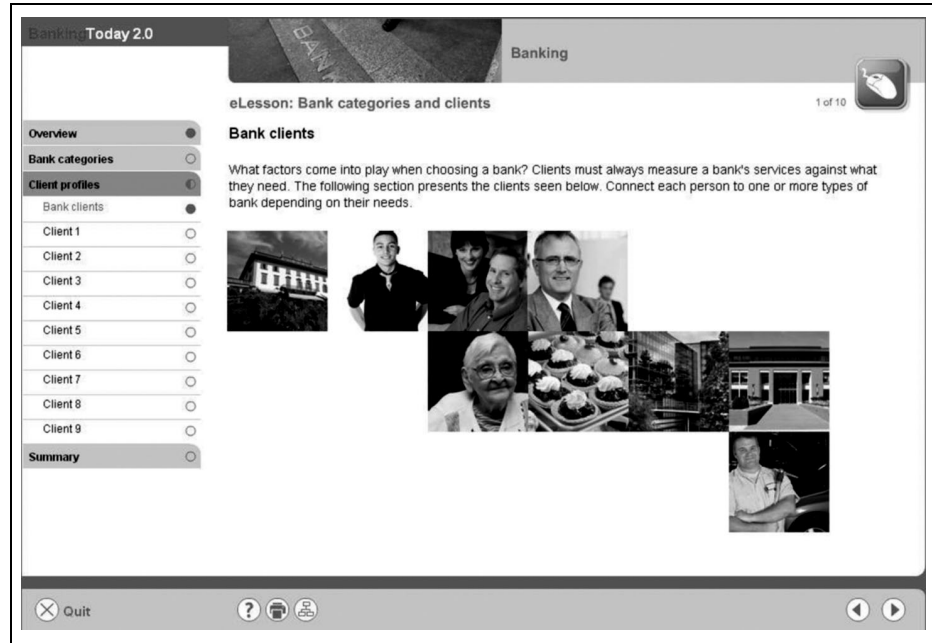 BankingToday 2.0
BANK
Banking
eLesson: Bank categories and clients
1 of 10
Overview
Bank categories
Client profiles
Bank clients
Client 1
Client 2
Client 3
Client 4
Client 5
Client 6
Client 7
Client 8
Client 9
Summary
Bank clients
What factors come into play when choosing a bank? Clients must always measure a bank's services against what
they need. The following section presents the clients seen below. Connect each person to one or more types of
bank depending on their needs.
Quit
?